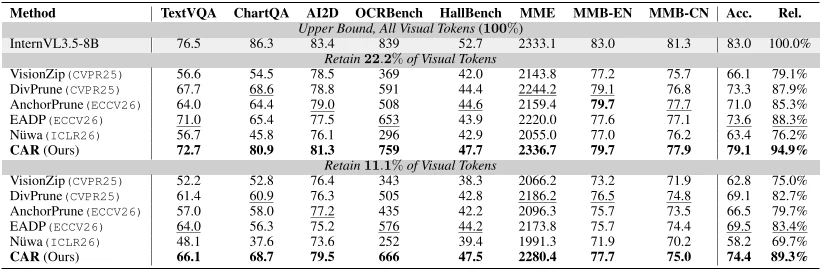 Method TextVQA ChartQA AI2D OCRBench HallBench MME MMB-EN MMB-CN Acc. Rel.
Upper Bound, All Visual Tokens (100%)
InternVL3.5-8B 76.5 86.3 83.4 839 52.7 2333.1 83.0 81.3 83.0 100.0%
Retain 22.2% of Visual Tokens
VisionZip (CVPR25) 56.6 54.5 78.5 369 42.0 2143.8 77.2 75.7 66.1 79.1%
DivPrune (CVPR25) 67.7 68.6 78.8 591 44.4 2244.2 79.1 76.8 73.3 87.9%
AnchorPrune (ECCV26) 64.0 64.4 79.0 508 44.6 2159.4 79.7 77.7 71.0 85.3%
EADP (ECCV26) 71.0 65.4 77.5 653 43.9 2220.0 77.6 77.1 73.6 88.3%
Nüwa (ICLR26) 56.7 45.8 76.1 296 42.9 2055.0 77.0 76.2 63.4 76.2%
CAR (Ours) 72.7 80.9 81.3 759 47.7 2336.7 79.7 77.9 79.1 94.9%
Retain 11.1% of Visual Tokens
VisionZip (CVPR25) 52.2 52.8 76.4 343 38.3 2066.2 73.2 71.9 62.8 75.0%
DivPrune (CVPR25) 61.4 60.9 76.3 505 42.8 2186.2 76.5 74.8 69.1 82.7%
AnchorPrune (ECCV26) 57.0 58.0 77.2 435 42.2 2096.3 75.7 73.5 66.5 79.7%
EADP (ECCV26) 64.0 56.3 75.2 576 44.2 2173.8 75.7 74.4 69.5 83.4%
Nüwa (ICLR26) 48.1 37.6 73.6 252 39.4 1991.3 71.9 70.2 58.2 69.7%
CAR (Ours) 66.1 68.7 79.5 666 47.5 2280.4 77.7 75.0 74.4 89.3%